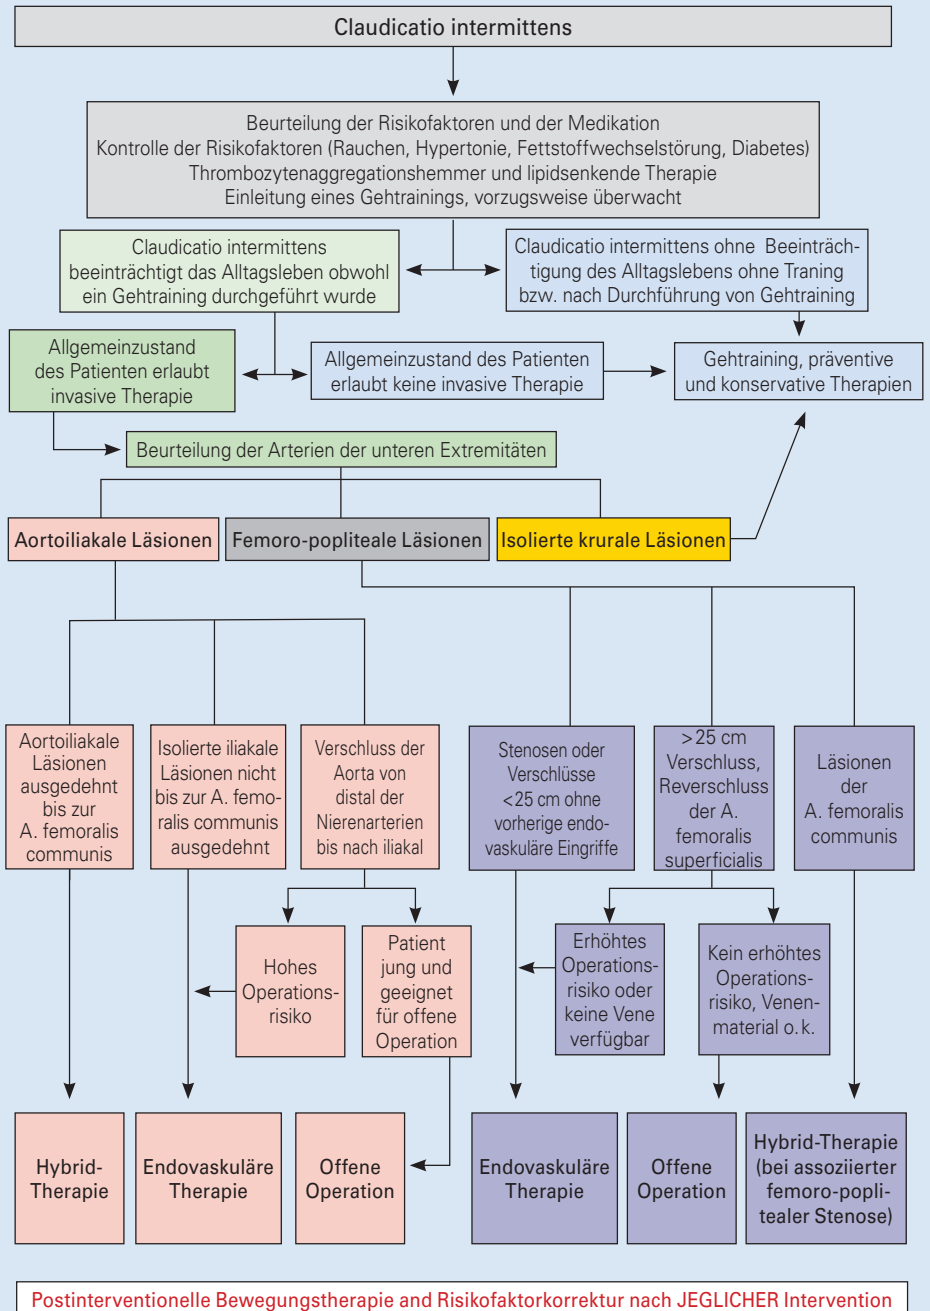 Claudicatio intermittens
Beurteilung der Risikofaktoren und der Medikation
Kontrolle der Risikofaktoren (Rauchen, Hypertonie, Fettstoffwechselstörung, Diabetes)
Thrombozytenaggregationshemmer und lipidsenkende Therapie
Einleitung eines Gehtrainings, vorzugsweise überwacht
Claudicatio intermittens
beeinträchtigt das Alltagsleben obwohl
ein Gehtraining durchgeführt wurde
Claudicatio intermittens ohne Beeinträch-
tigung des Alltagslebens ohne Traning
bzw. nach Durchführung von Gehtraining
Allgemeinzustand
des Patienten erlaubt
invasive Therapie
Allgemeinzustand des Patienten
erlaubt keine invasive Therapie
Gehtraining, präventive
und konservative Therapien
Beurteilung der Arterien der unteren Extremitäten
Aortoiliakale Läsionen
Femoro-popliteale Läsionen
Isolierte krurale Läsionen
Aortoiliakale
Läsionen
ausgedehnt
bis zur
A. femoralis
communis
Isolierte iliakale
Läsionen nicht
bis zur A. femo-
ralis communis
ausgedehnt
Verschluss der
Aorta von
distal der
Nierenarterien
bis nach iliakal
Stenosen oder
Verschlüsse
<25 cm ohne
vorherige endo-
vaskuläre Eingriffe
>25 cm
Verschluss,
Reverschluss
der A.
femoralis
superficialis
Läsionen
der
A. femoralis
communis
Hohes
Operations-
risiko
Patient
jung und
geeignet
für offene
Operation
Erhöhtes
Operations-
risiko oder
keine Vene
verfügbar
Kein erhöhtes
Operations-
risiko, Venen-
material o.k.
Hybrid-
Therapie
Endovaskuläre
Therapie
Offene
Operation
Endovaskuläre
Therapie
Offene
Operation
Hybrid-Therapie
(bei assoziierter
femoro-popli-
tealer Stenose)
Postinterventionelle Bewegungstherapie and Risikofaktorkorrektur nach JEGLICHER Intervention